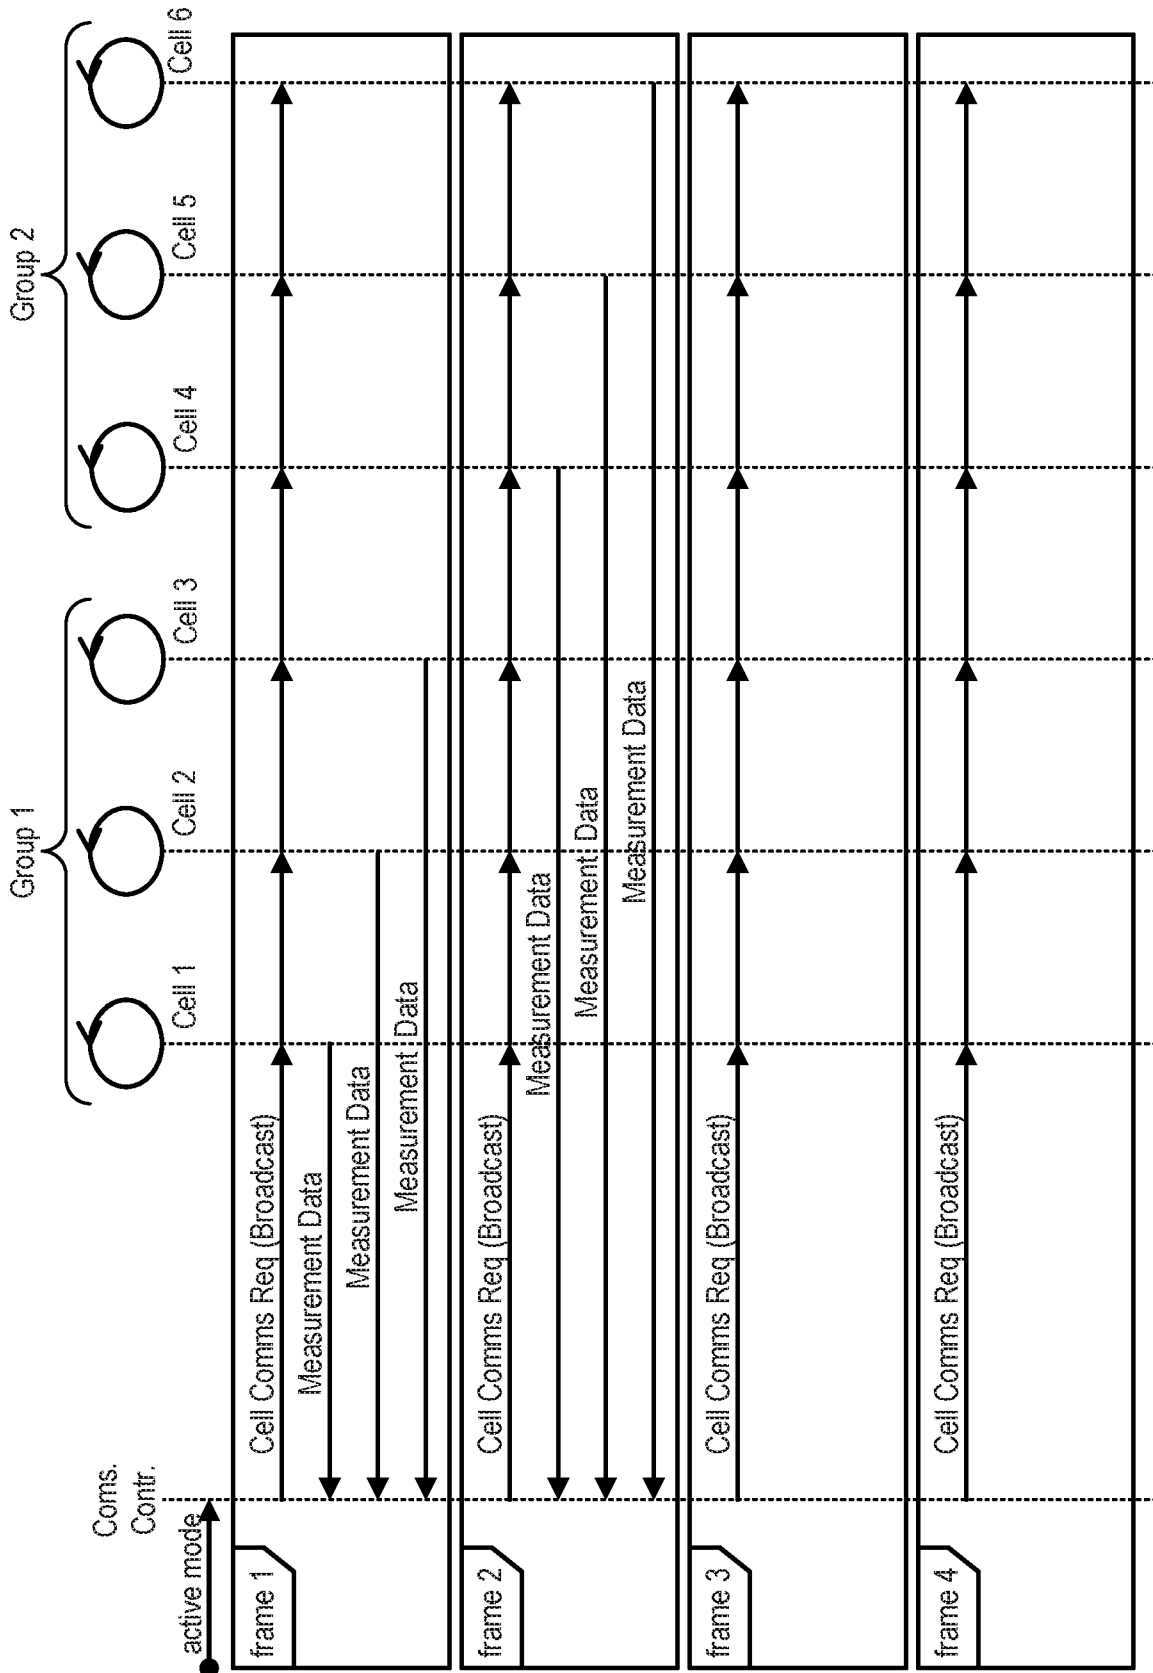 Group 1
Group 2
Coms.
Contr.
Cell 1
Cell 2
Cell 3
Cell 4
Cell 5
Cell 6
active mode
frame 1
Cell Comms Req (Broadcast)
Measurement Data
Measurement Data
Measurement Data
frame 2
Cell Comms Req (Broadcast)
Measurement Data
Measurement Data
Measurement Data
frame 3
Cell Comms Req (Broadcast)
frame 4
Cell Comms Req (Broadcast)